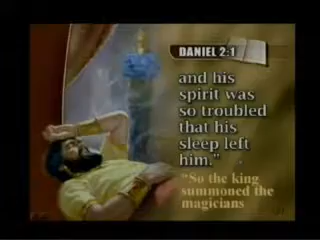 DANIEL 2:1
and his
spirit was
so troubled
that his
sleep left
him."
"So the king
summoned the
magicians